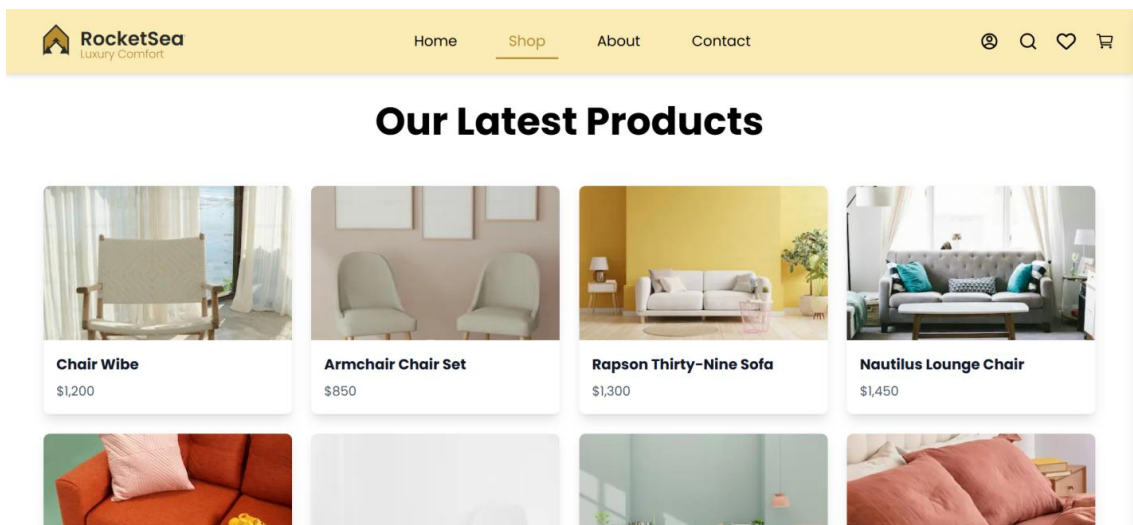 RocketSea
Luxury Comfort
Home Shop About Contact
Our Latest Products
Chair Wibe Armchair Chair Set Rapson Thirty-Nine Sofa Nautilus Lounge Chair
$1,200 $850 $1,300 $1,450